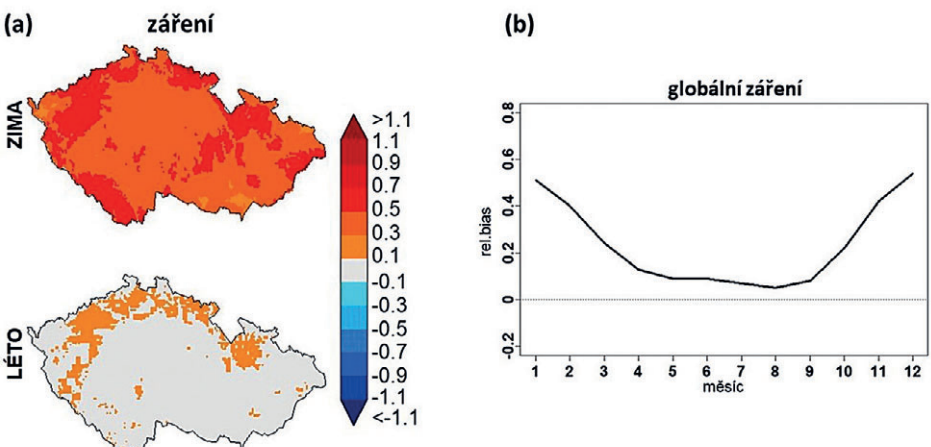 (a)
záření
ZIMA
LÉTO
>1.1
1.1
0.9
0.7
0.5
0.3
0.1
-0.1
-0.3
-0.5
-0.7
-0.9
-1.1
<-1.1
(b)
globální záření
rel.bias
0.8
0.6
0.4
0.2
0
-0.2
1 2 3 4 5 6 7 8 9 10 11 12
měsíc